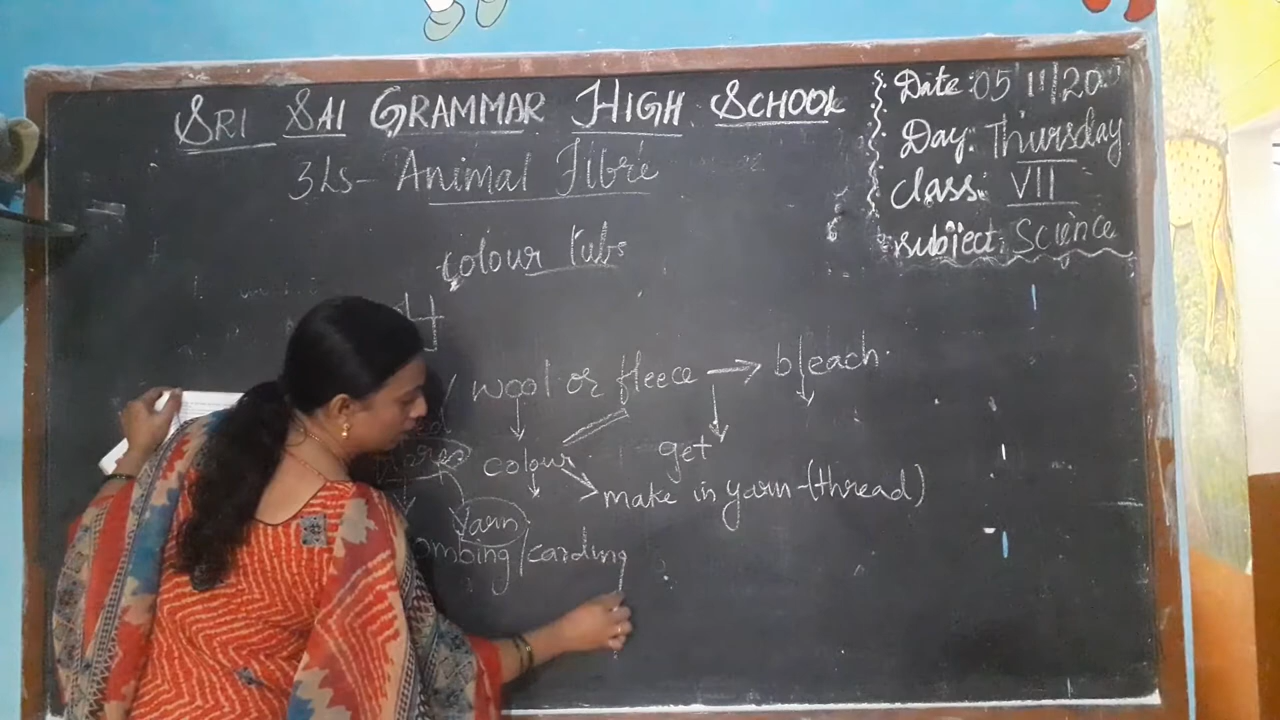 SRI SAI GRAMMAR HIGH SCHOOL
Date: 05/11/20
Day: Thursday
class: VII
subject: Science
3Ls- Animal Fibre
colour tubs
wool or fleece → bleach
colour
get
make in yarn-(thread)
Yarn
ombing/carding